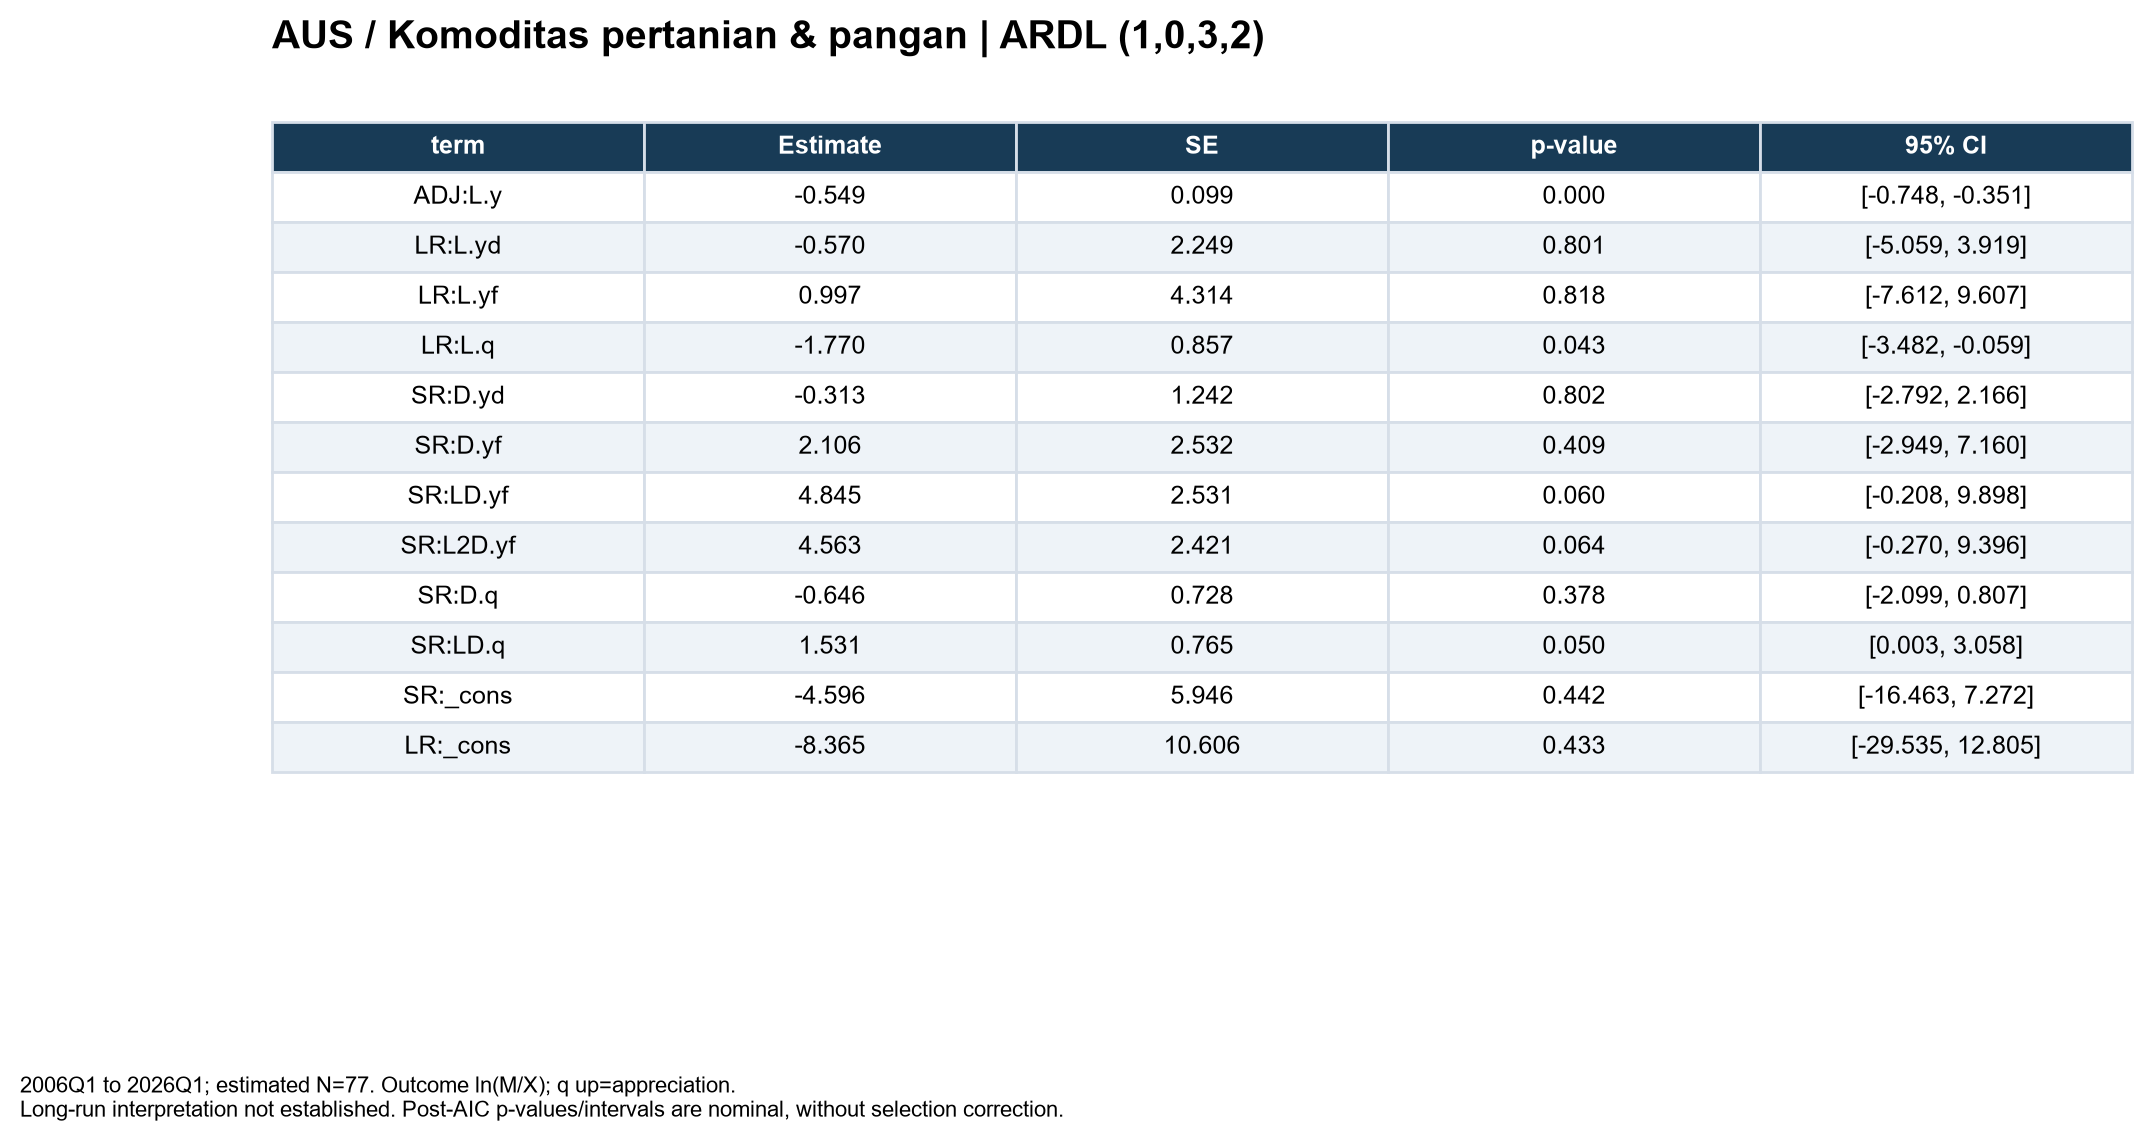 AUS / Komoditas pertanian & pangan | ARDL (1,0,3,2)
term Estimate SE p-value 95% CI
ADJ:L.y -0.549 0.099 0.000 [-0.748, -0.351]
LR:L.yd -0.570 2.249 0.801 [-5.059, 3.919]
LR:L.yf 0.997 4.314 0.818 [-7.612, 9.607]
LR:L.q -1.770 0.857 0.043 [-3.482, -0.059]
SR:D.yd -0.313 1.242 0.802 [-2.792, 2.166]
SR:D.yf 2.106 2.532 0.409 [-2.949, 7.160]
SR:LD.yf 4.845 2.531 0.060 [-0.208, 9.898]
SR:L2D.yf 4.563 2.421 0.064 [-0.270, 9.396]
SR:D.q -0.646 0.728 0.378 [-2.099, 0.807]
SR:LD.q 1.531 0.765 0.050 [0.003, 3.058]
SR:_cons -4.596 5.946 0.442 [-16.463, 7.272]
LR:_cons -8.365 10.606 0.433 [-29.535, 12.805]
2006Q1 to 2026Q1; estimated N=77. Outcome ln(M/X); q up=appreciation.
Long-run interpretation not established. Post-AIC p-values/intervals are nominal, without selection correction.